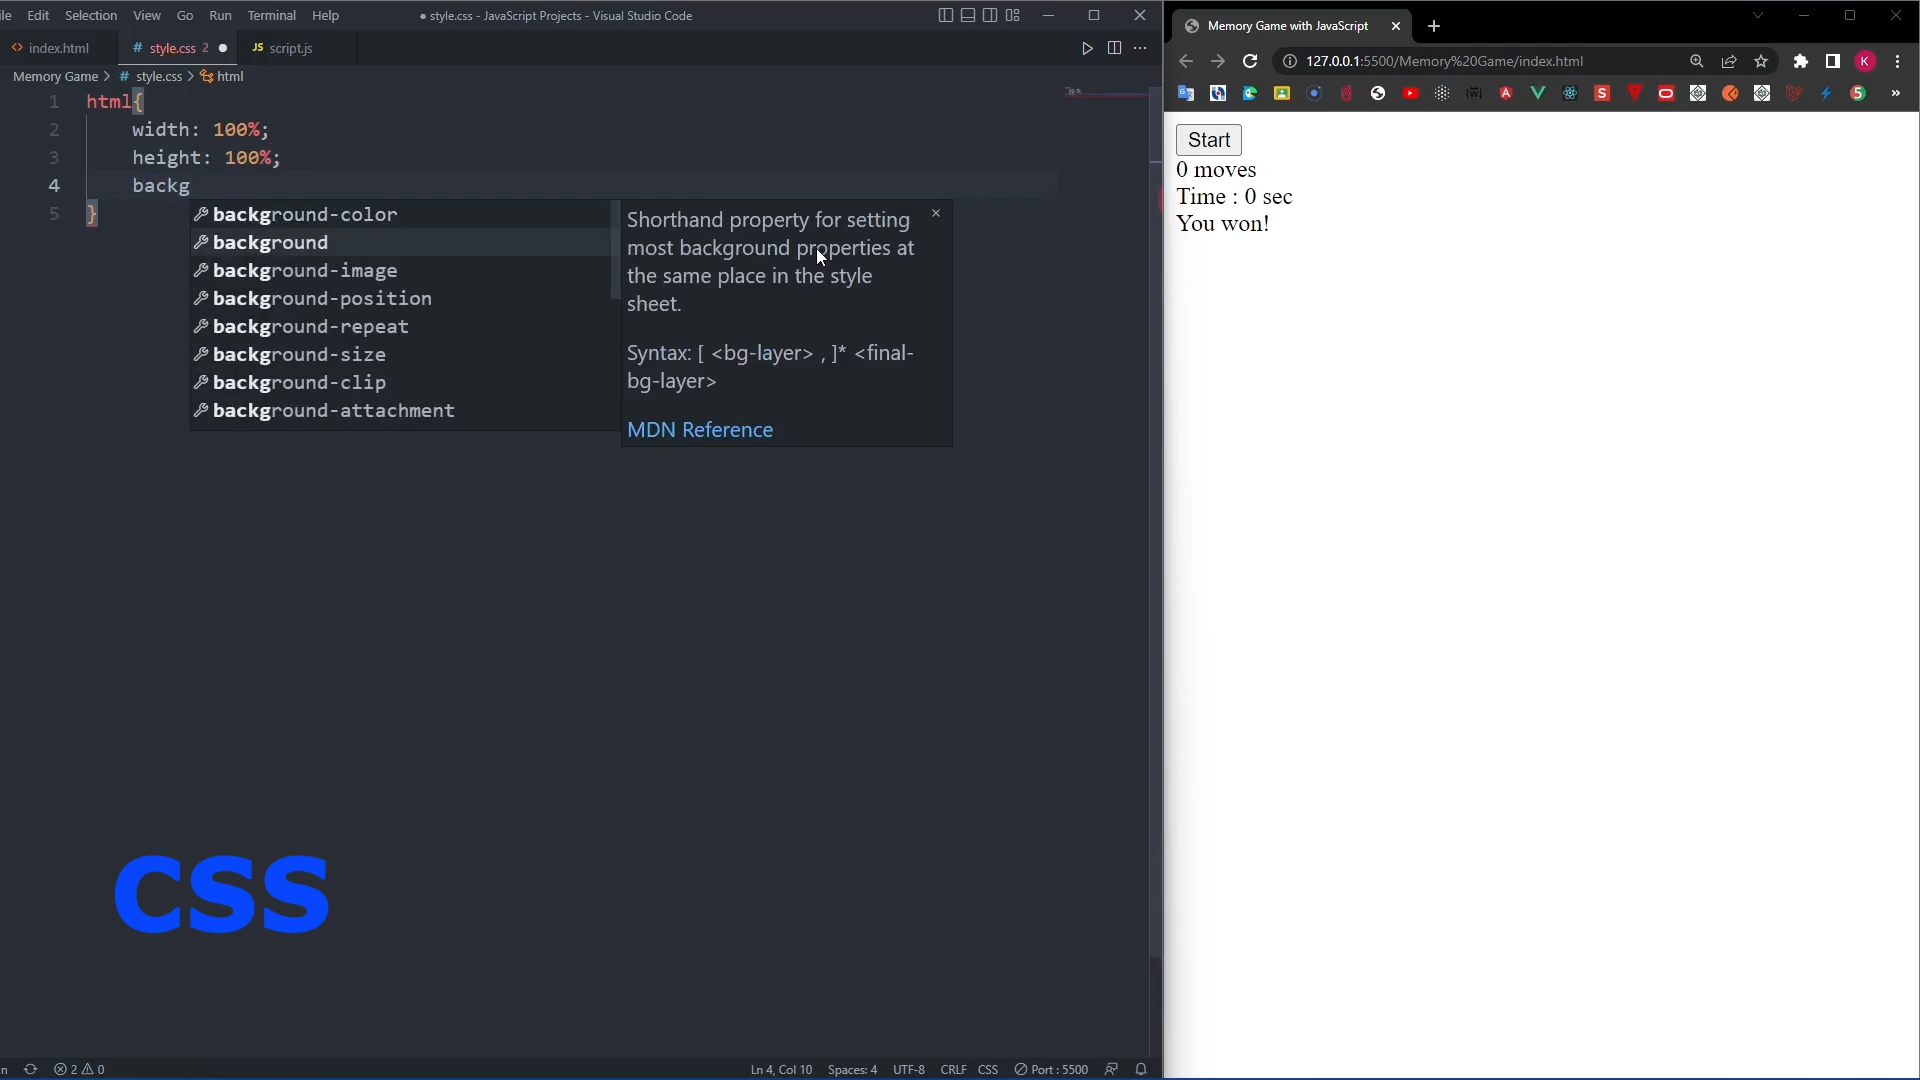 Edit Selection View Go Run Terminal Help
● style.css - JavaScript Projects - Visual Studio Code
<> index.html
# style.css 2 ●
JS script.js
Memory Game > # style.css > html
1 html{
2 width: 100%;
3 height: 100%;
4 backg
5 }
background-color
background
background-image
background-position
background-repeat
background-size
background-clip
background-attachment
Shorthand property for setting
most background properties at
the same place in the style
sheet.
Syntax: [ <bg-layer> , ]* <final-
bg-layer>
MDN Reference
CSS
2 0
Ln 4, Col 10 Spaces: 4 UTF-8 CRLF CSS Port : 5500
Memory Game with JavaScript
127.0.0.1:5500/Memory%20Game/index.html
K
Start
0 moves
Time : 0 sec
You won!